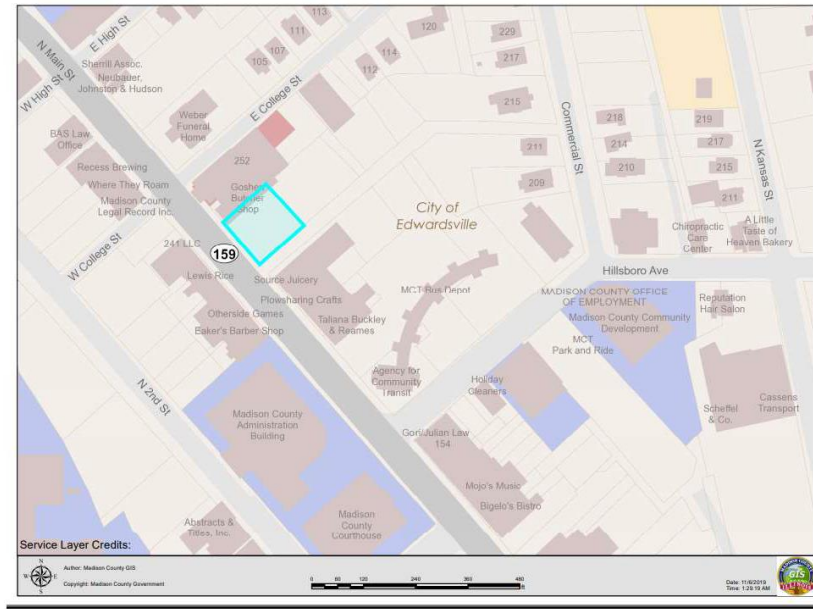 113
120
229
E High St
111
N Main St
107
114
217
Sherrill Assoc.
105
112
Neubauer,
Johnston & Hudson
W High St
E College St
215
Commercial St
Weber
Funeral
Home
218
219
BAS Law
Office
214
217
N Kansas St
211
Recess Brewing
252
210
215
Where They Roam
209
Goshen
Butcher
Shop
211
Madison County
Legal Record Inc.
City of
Edwardsville
Chiropractic
Care
Center
A Little
Taste of
Heaven Bakery
W College St
241 LLC
159
Lewis Rice
Source Juicery
Hillsboro Ave
Plowsharing Crafts
MCT Bus Depot
MADISON COUNTY OFFICE
OF EMPLOYMENT
Reputation
Hair Salon
Otherside Games
Taliana Buckley
& Reames
Madison County Community
Development
Baker's Barber Shop
MCT
Park and Ride
N 2nd St
Agency for
Community
Transit
Holiday
Cleaners
Cassens
Transport
Scheffel
& Co.
Madison County
Administration
Building
Gori Julian Law
154
Mojo's Music
Bigelo's Bistro
Abstracts &
Titles, Inc.
Madison
County
Courthouse
Service Layer Credits:
N
W
E
S
Author: Madison County GIS
Copyright: Madison County Government
0 60 120 240 360 480
ft
Date: 11/6/2019
Time: 1:29:19 AM
GIS